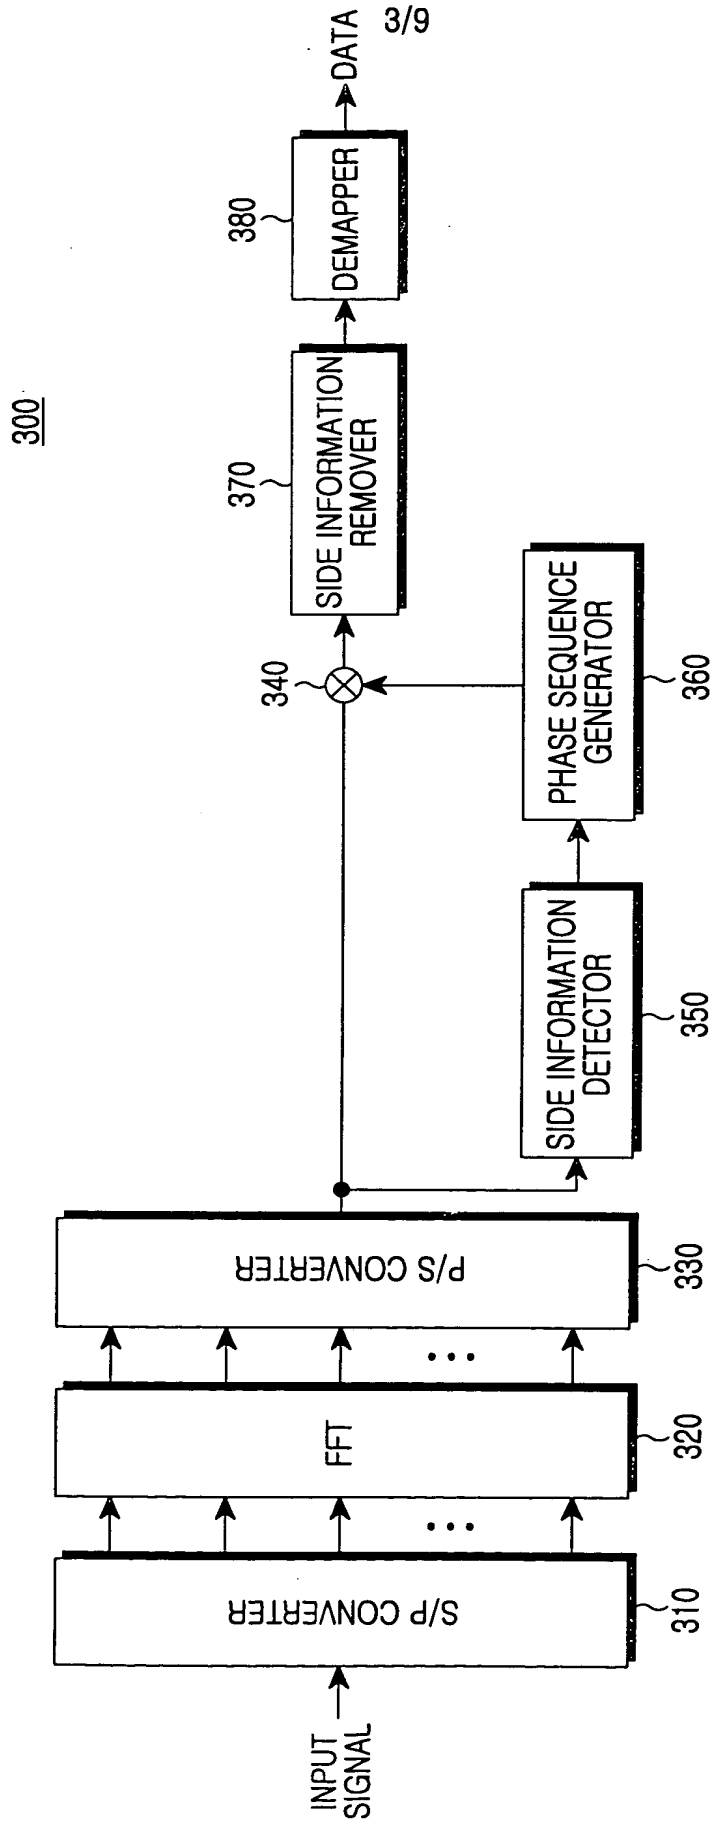 3/9
300
INPUT
SIGNAL
S/P CONVERTER
310
FFT
320
P/S CONVERTER
330
SIDE INFORMATION
DETECTOR
350
PHASE SEQUENCE
GENERATOR
360
340
SIDE INFORMATION
REMOVER
370
DEMAPPER
380
DATA